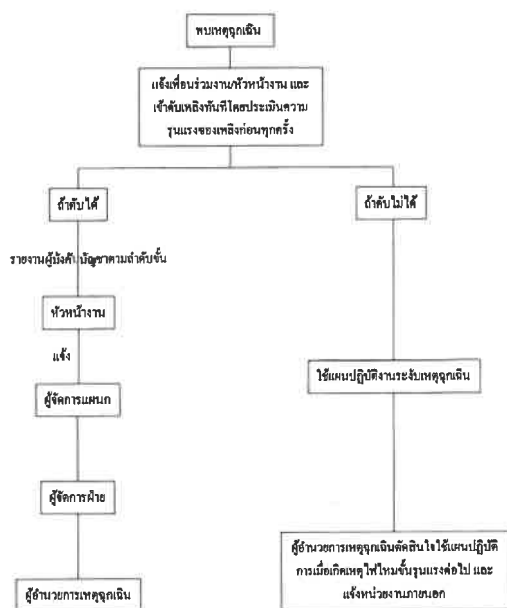 พบเหตุฉุกเฉิน
แจ้งเพื่อนร่วมงาน/หัวหน้างาน และ
เข้าดับเพลิงทันทีโดยประเมินความ
รุนแรงของเพลิงก่อนทุกครั้ง
ถ้าดับได้
ถ้าดับไม่ได้
รายงานผู้บังคับบัญชาตามลำดับขั้น
หัวหน้างาน
แจ้ง
ใช้แผนปฏิบัติงานระงับเหตุฉุกเฉิน
ผู้จัดการแผนก
ผู้จัดการฝ่าย
ผู้อำนวยการเหตุฉุกเฉินตัดสินใจใช้แผนปฏิบัติ
การเมื่อเกิดเหตุไฟไหม้ขั้นรุนแรงต่อไป และ
แจ้งหน่วยงานภายนอก
ผู้อำนวยการเหตุฉุกเฉิน